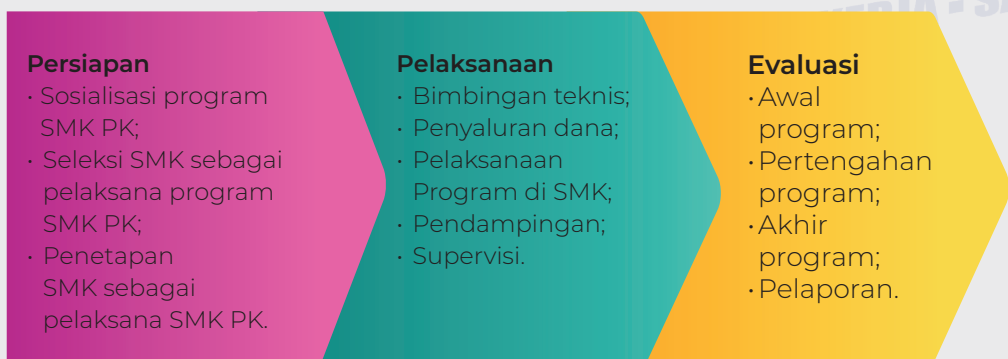 Persiapan
· Sosialisasi program
SMK PK;
· Seleksi SMK sebagai
pelaksana program
SMK PK;
· Penetapan
SMK sebagai
pelaksana SMK PK.
Pelaksanaan
· Bimbingan teknis;
· Penyaluran dana;
· Pelaksanaan
Program di SMK;
· Pendampingan;
· Supervisi.
Evaluasi
· Awal
program;
· Pertengahan
program;
· Akhir
program;
· Pelaporan.